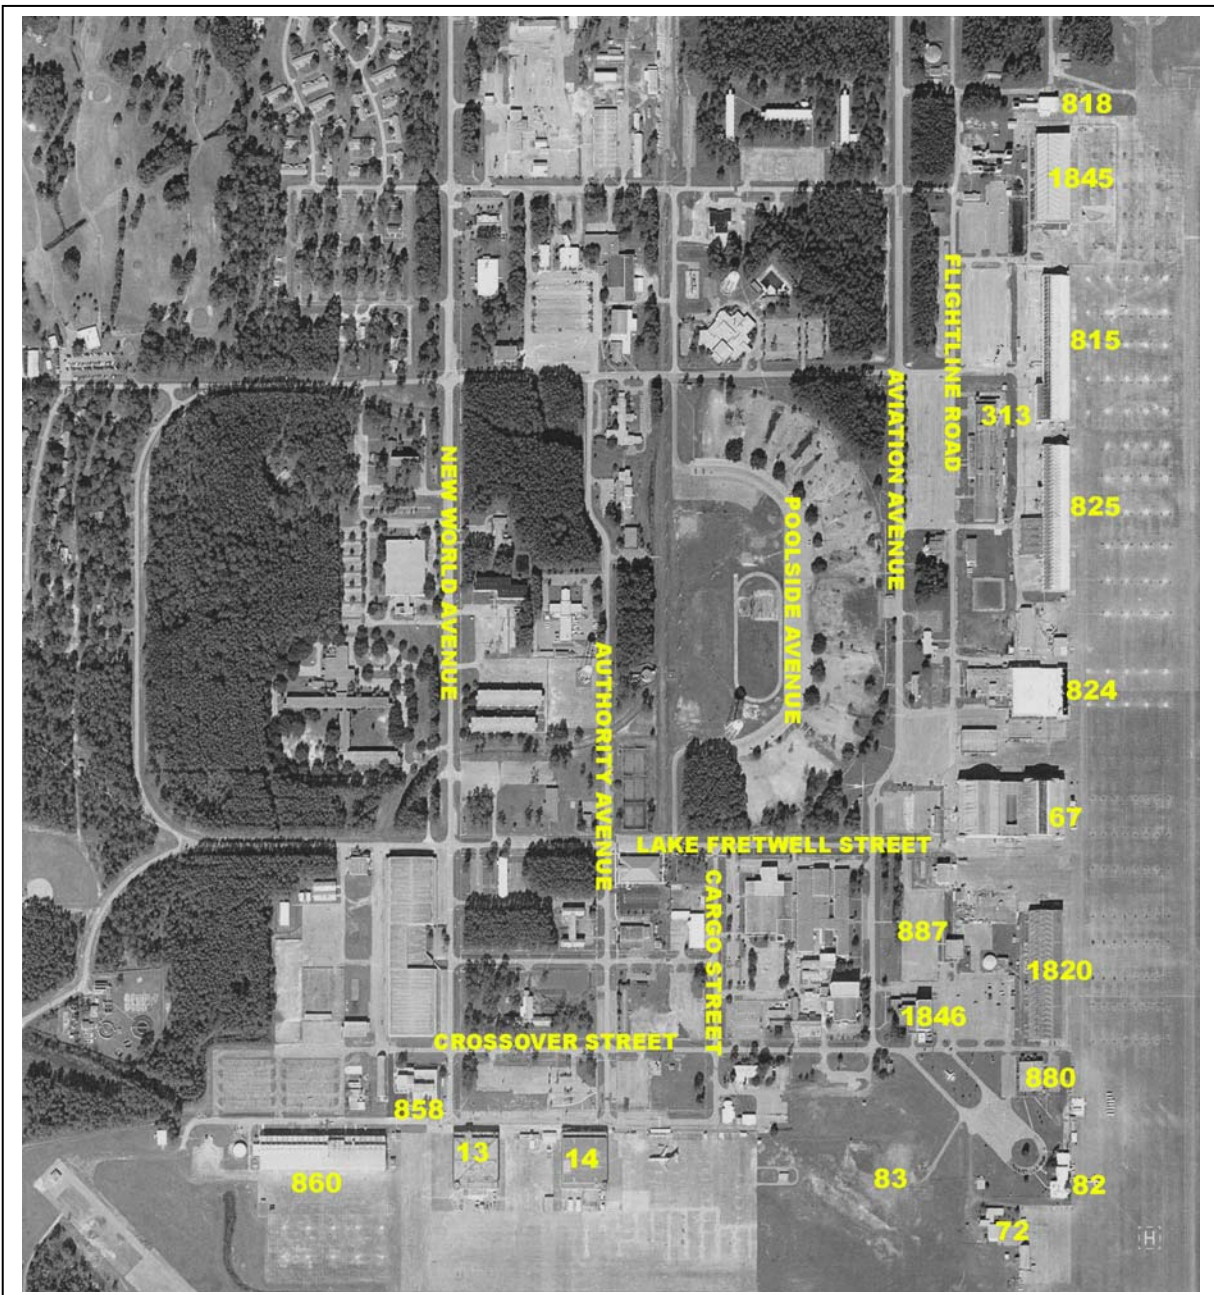 818
1845
FLIGHTLINE ROAD
815
AVIATION AVENUE
313
NEW WORLD AVENUE
825
POOLSIDE AVENUE
AUTHORITY AVENUE
824
67
LAKE FRETWELL STREET
CARGO STREET
887
1820
1846
CROSSOVER STREET
880
858
13
14
860
83
82
72
H